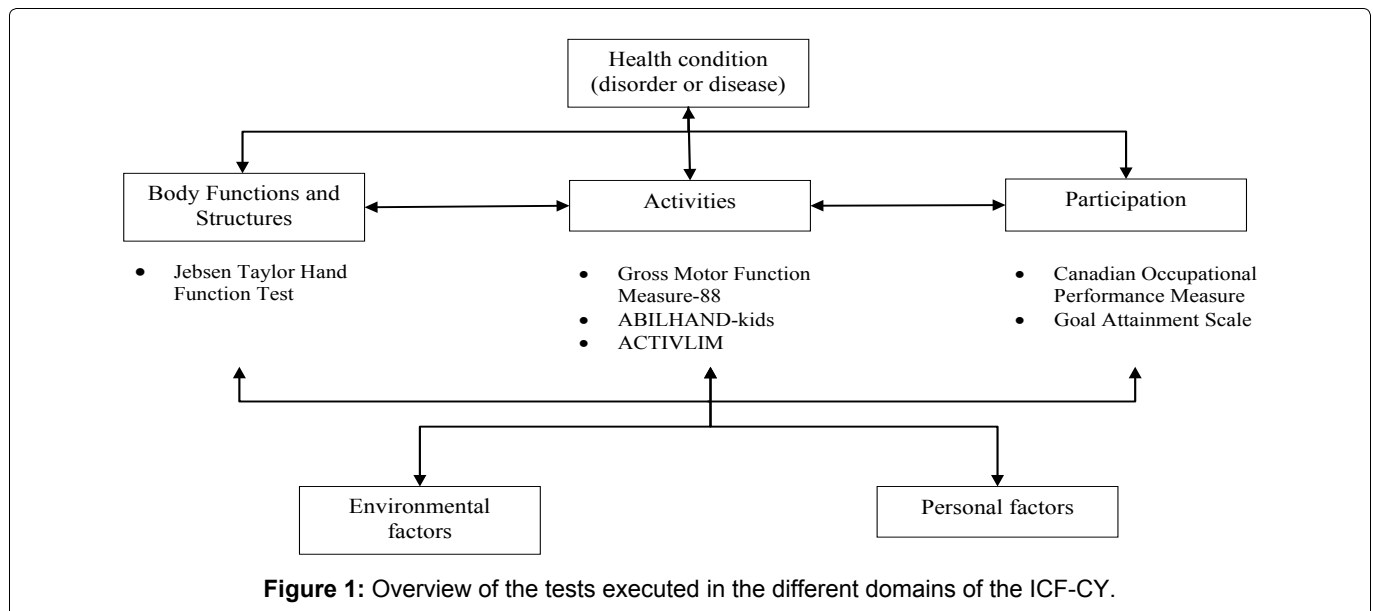 Health condition
(disorder or disease)
Body Functions and
Structures
Activities
Participation
• Jebsen Taylor Hand
Function Test
• Gross Motor Function
Measure-88
• ABILHAND-kids
• ACTIVLIM
• Canadian Occupational
Performance Measure
• Goal Attainment Scale
Environmental
factors
Personal factors
Figure 1: Overview of the tests executed in the different domains of the ICF-CY.